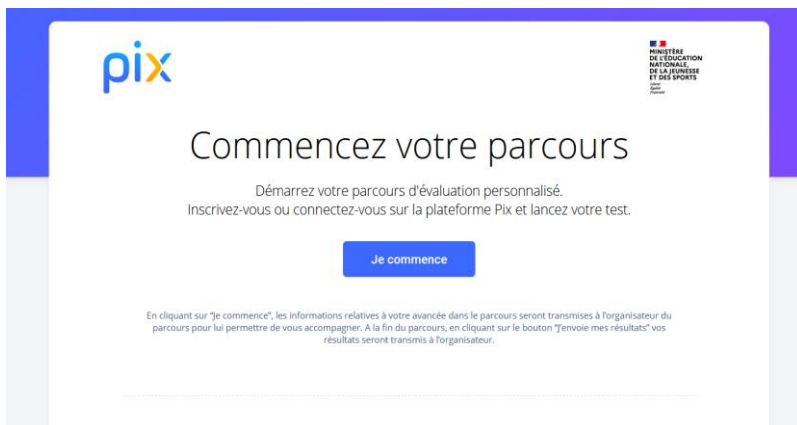 pix
MINISTÈRE
DE L'ÉDUCATION
NATIONALE,
DE LA JEUNESSE
ET DES SPORTS
Liberté
Égalité
Fraternité
Commencez votre parcours
Démarrez votre parcours d'évaluation personnalisé.
Inscrivez-vous ou connectez-vous sur la plateforme Pix et lancez votre test.
Je commence
En cliquant sur "Je commence", les informations relatives à votre avancée dans le parcours seront transmises à l'organisateur du
parcours pour lui permettre de vous accompagner. A la fin du parcours, en cliquant sur le bouton "J'envoie mes résultats" vos
résultats seront transmis à l'organisateur.